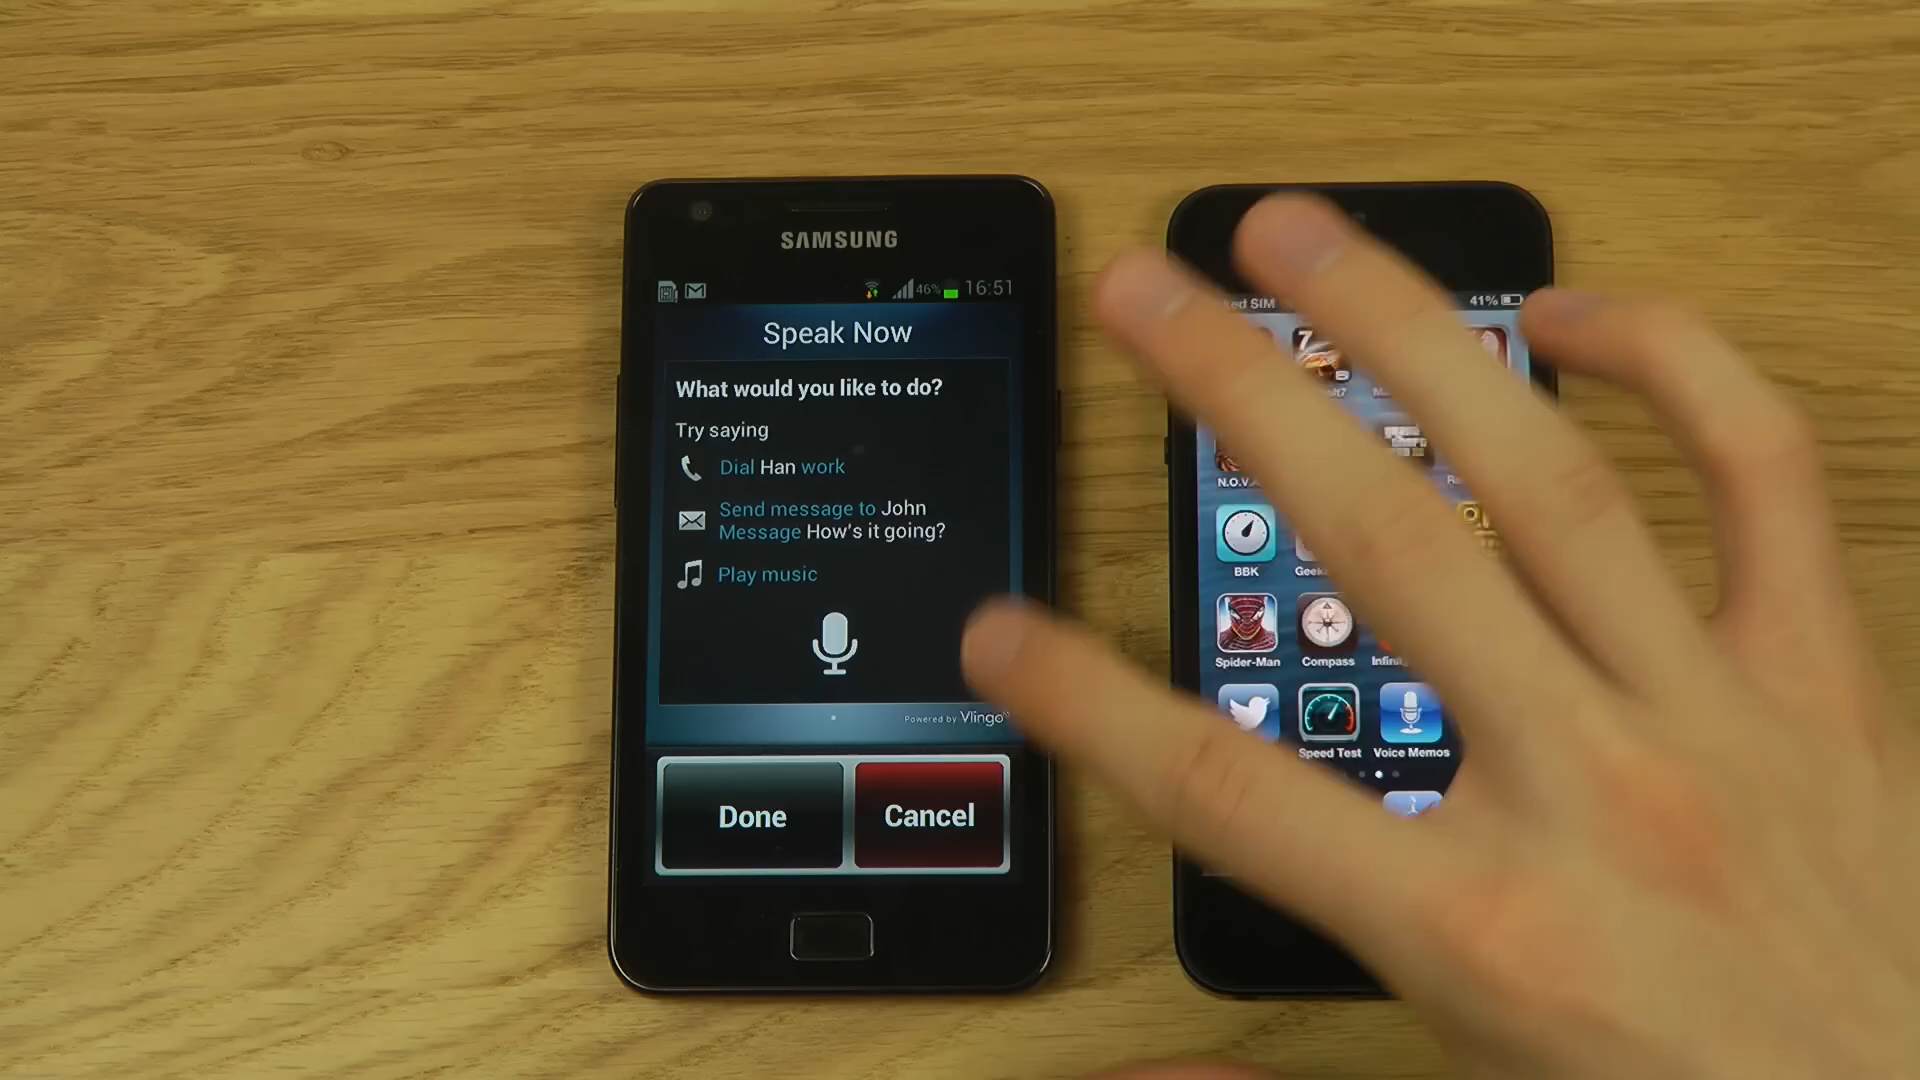 SAMSUNG
46% 16:51
Speak Now
What would you like to do?
Try saying
Dial Han work
Send message to John
Message How's it going?
Play music
Powered by Vlingo
Done
Cancel
SIM 41%
7
N.O.V.A
BBK
Spider-Man
Compass
Speed Test
Voice Memos